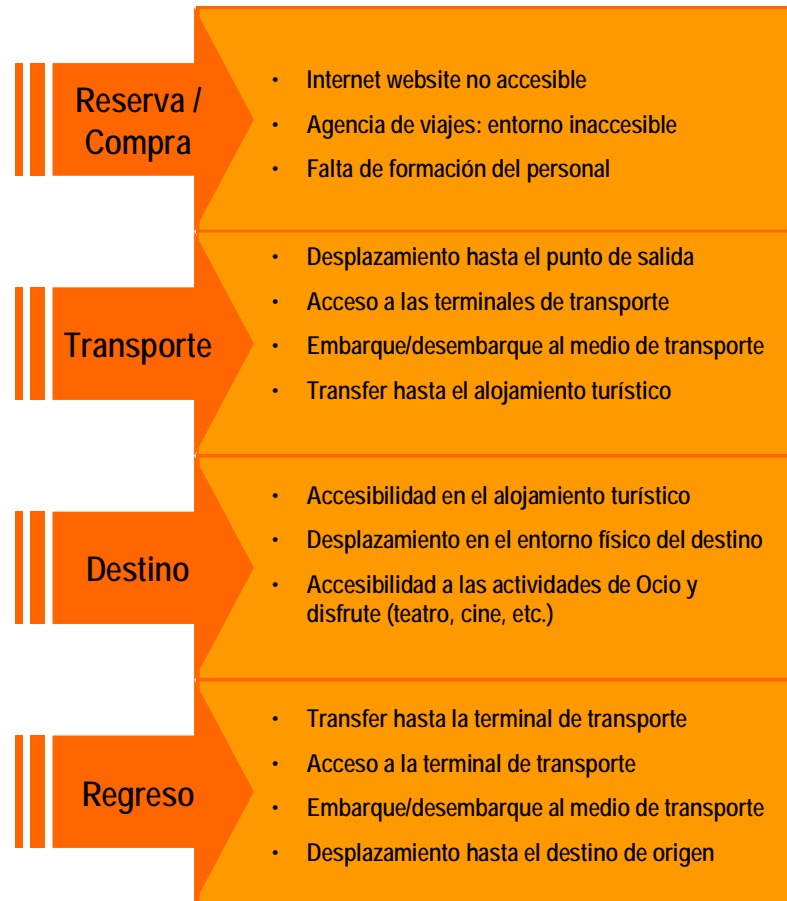 Reserva /
Compra
• Internet website no accesible
• Agencia de viajes: entorno inaccesible
• Falta de formación del personal
Transporte
• Desplazamiento hasta el punto de salida
• Acceso a las terminales de transporte
• Embarque/desembarque al medio de transporte
• Transfer hasta el alojamiento turístico
Destino
• Accesibilidad en el alojamiento turístico
• Desplazamiento en el entorno físico del destino
• Accesibilidad a las actividades de Ocio y
disfrute (teatro, cine, etc.)
Regreso
• Transfer hasta la terminal de transporte
• Acceso a la terminal de transporte
• Embarque/desembarque al medio de transporte
• Desplazamiento hasta el destino de origen